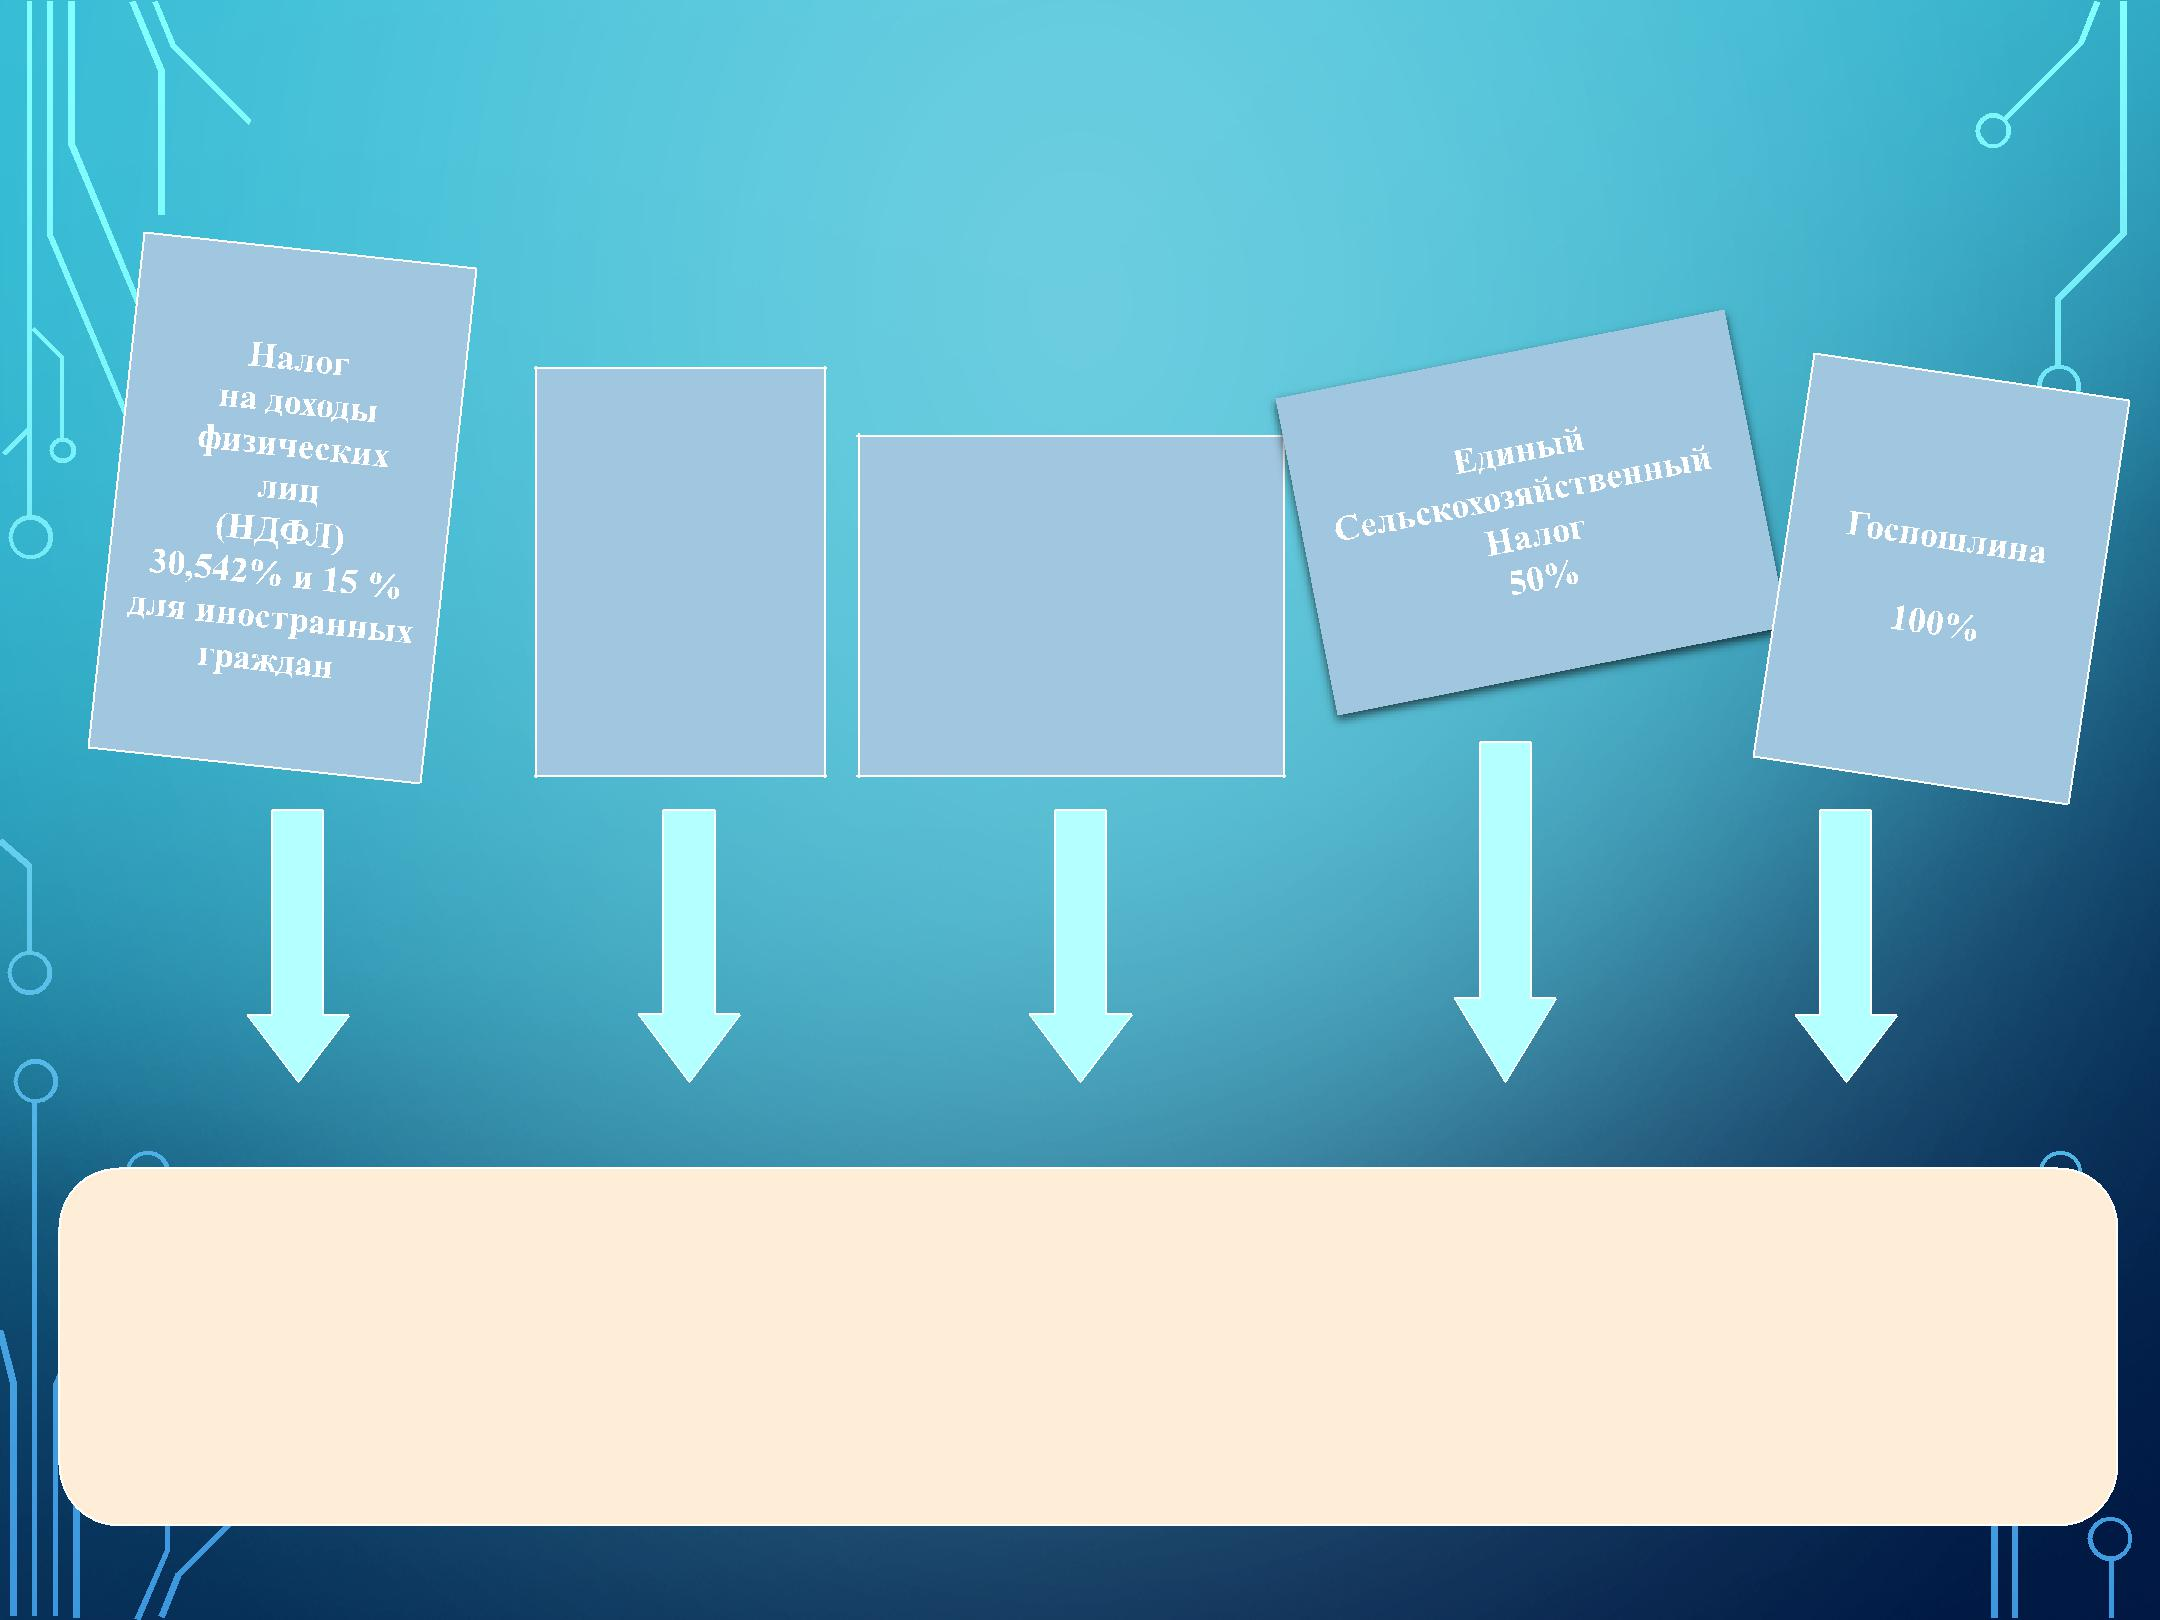 Налог
на доходы
физических
лиц
(НДФЛ)
30,542% и 15 %
для иностранных
граждан
Единый
Сельскохозяйственный
Налог
50%
Госпошлина
100%